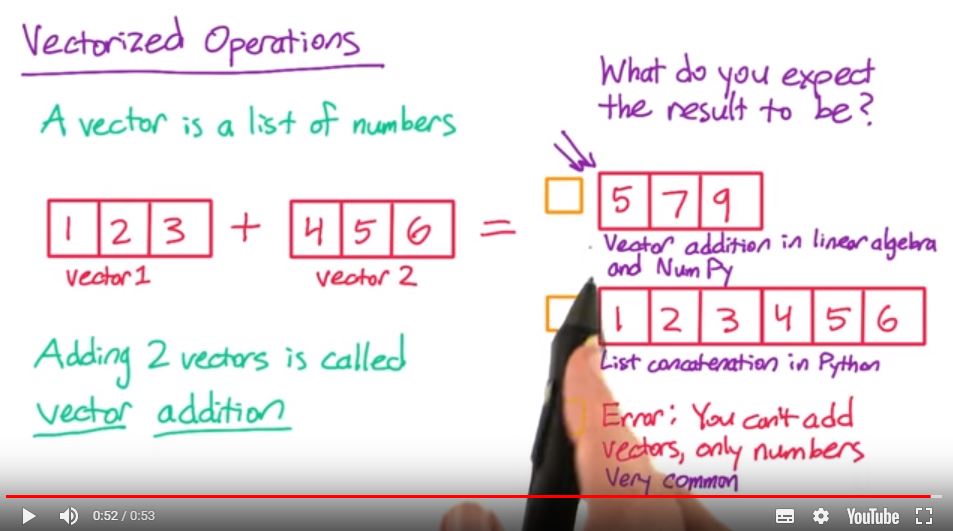 Vectorized Operations
A vector is a list of numbers
1 2 3 + 4 5 6 =
vector 1
vector 2
Adding 2 vectors is called
vector addition
What do you expect
the result to be?
5 7 9
Vector addition in linear algebra
and NumPy
1 2 3 4 5 6
List concatenation in Python
Error: You can't add
vectors, only numbers
Very common
0:52 / 0:53
YouTube